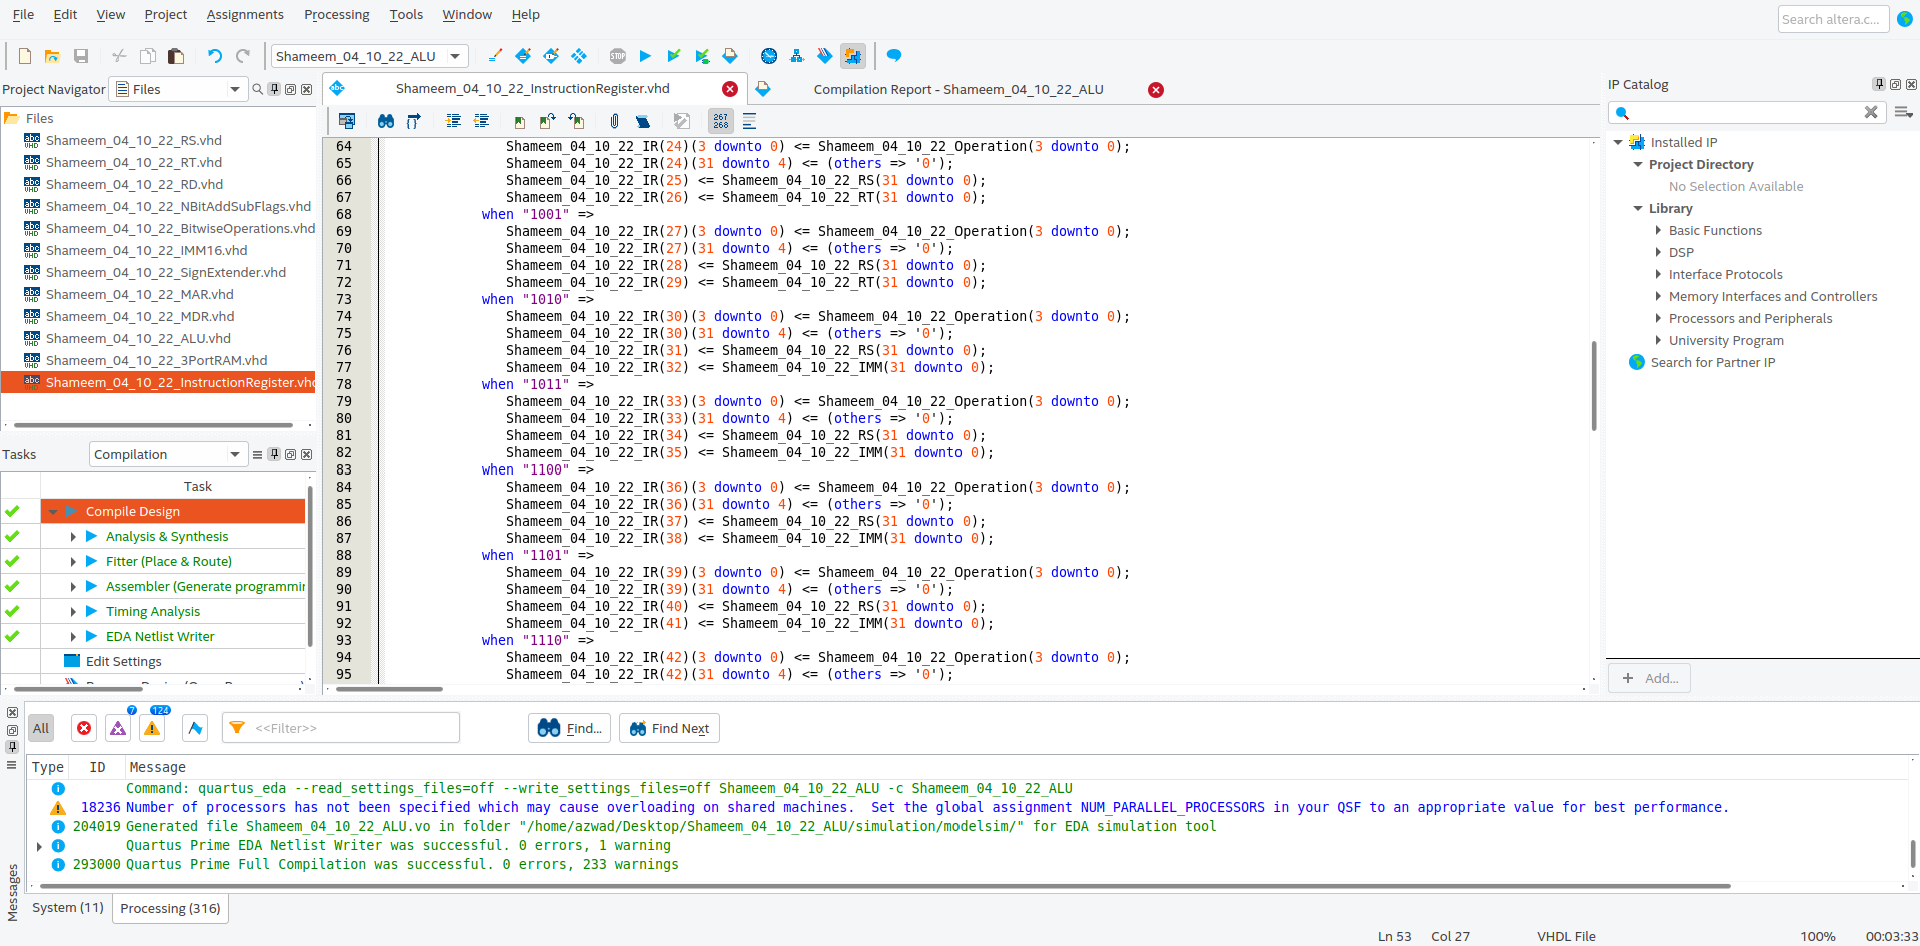 File Edit View Project Assignments Processing Tools Window Help
Search altera.c...
Shameem_04_10_22_ALU
STOP
Project Navigator Files
Files
Shameem_04_10_22_RS.vhd
Shameem_04_10_22_RT.vhd
Shameem_04_10_22_RD.vhd
Shameem_04_10_22_NBitAddSubFlags.vhd
Shameem_04_10_22_BitwiseOperations.vhd
Shameem_04_10_22_IMM16.vhd
Shameem_04_10_22_SignExtender.vhd
Shameem_04_10_22_MAR.vhd
Shameem_04_10_22_MDR.vhd
Shameem_04_10_22_ALU.vhd
Shameem_04_10_22_3PortRAM.vhd
Shameem_04_10_22_InstructionRegister.vhd
Tasks Compilation
Task
Compile Design
Analysis & Synthesis
Fitter (Place & Route)
Assembler (Generate programmin
Timing Analysis
EDA Netlist Writer
Edit Settings
Shameem_04_10_22_InstructionRegister.vhd
Compilation Report - Shameem_04_10_22_ALU
267
268
64 Shameem_04_10_22_IR(24)(3 downto 0) <= Shameem_04_10_22_Operation(3 downto 0);
65 Shameem_04_10_22_IR(24)(31 downto 4) <= (others => '0');
66 Shameem_04_10_22_IR(25) <= Shameem_04_10_22_RS(31 downto 0);
67 Shameem_04_10_22_IR(26) <= Shameem_04_10_22_RT(31 downto 0);
68 when "1001" =>
69 Shameem_04_10_22_IR(27)(3 downto 0) <= Shameem_04_10_22_Operation(3 downto 0);
70 Shameem_04_10_22_IR(27)(31 downto 4) <= (others => '0');
71 Shameem_04_10_22_IR(28) <= Shameem_04_10_22_RS(31 downto 0);
72 Shameem_04_10_22_IR(29) <= Shameem_04_10_22_RT(31 downto 0);
73 when "1010" =>
74 Shameem_04_10_22_IR(30)(3 downto 0) <= Shameem_04_10_22_Operation(3 downto 0);
75 Shameem_04_10_22_IR(30)(31 downto 4) <= (others => '0');
76 Shameem_04_10_22_IR(31) <= Shameem_04_10_22_RS(31 downto 0);
77 Shameem_04_10_22_IR(32) <= Shameem_04_10_22_IMM(31 downto 0);
78 when "1011" =>
79 Shameem_04_10_22_IR(33)(3 downto 0) <= Shameem_04_10_22_Operation(3 downto 0);
80 Shameem_04_10_22_IR(33)(31 downto 4) <= (others => '0');
81 Shameem_04_10_22_IR(34) <= Shameem_04_10_22_RS(31 downto 0);
82 Shameem_04_10_22_IR(35) <= Shameem_04_10_22_IMM(31 downto 0);
83 when "1100" =>
84 Shameem_04_10_22_IR(36)(3 downto 0) <= Shameem_04_10_22_Operation(3 downto 0);
85 Shameem_04_10_22_IR(36)(31 downto 4) <= (others => '0');
86 Shameem_04_10_22_IR(37) <= Shameem_04_10_22_RS(31 downto 0);
87 Shameem_04_10_22_IR(38) <= Shameem_04_10_22_IMM(31 downto 0);
88 when "1101" =>
89 Shameem_04_10_22_IR(39)(3 downto 0) <= Shameem_04_10_22_Operation(3 downto 0);
90 Shameem_04_10_22_IR(39)(31 downto 4) <= (others => '0');
91 Shameem_04_10_22_IR(40) <= Shameem_04_10_22_RS(31 downto 0);
92 Shameem_04_10_22_IR(41) <= Shameem_04_10_22_IMM(31 downto 0);
93 when "1110" =>
94 Shameem_04_10_22_IR(42)(3 downto 0) <= Shameem_04_10_22_Operation(3 downto 0);
95 Shameem_04_10_22_IR(42)(31 downto 4) <= (others => '0');
IP Catalog
Installed IP
Project Directory
No Selection Available
Library
Basic Functions
DSP
Interface Protocols
Memory Interfaces and Controllers
Processors and Peripherals
University Program
Search for Partner IP
+ Add...
All 7 124 <<Filter>> Find... Find Next
Type ID Message
Command: quartus_eda --read_settings_files=off --write_settings_files=off Shameem_04_10_22_ALU -c Shameem_04_10_22_ALU
18236 Number of processors has not been specified which may cause overloading on shared machines. Set the global assignment NUM_PARALLEL_PROCESSORS in your QSF to an appropriate value for best performance.
204019 Generated file Shameem_04_10_22_ALU.vo in folder "/home/azwad/Desktop/Shameem_04_10_22_ALU/simulation/modelsim/" for EDA simulation tool
Quartus Prime EDA Netlist Writer was successful. 0 errors, 1 warning
293000 Quartus Prime Full Compilation was successful. 0 errors, 233 warnings
Messages
System (11) Processing (316)
Ln 53 Col 27 VHDL File 100% 00:03:33